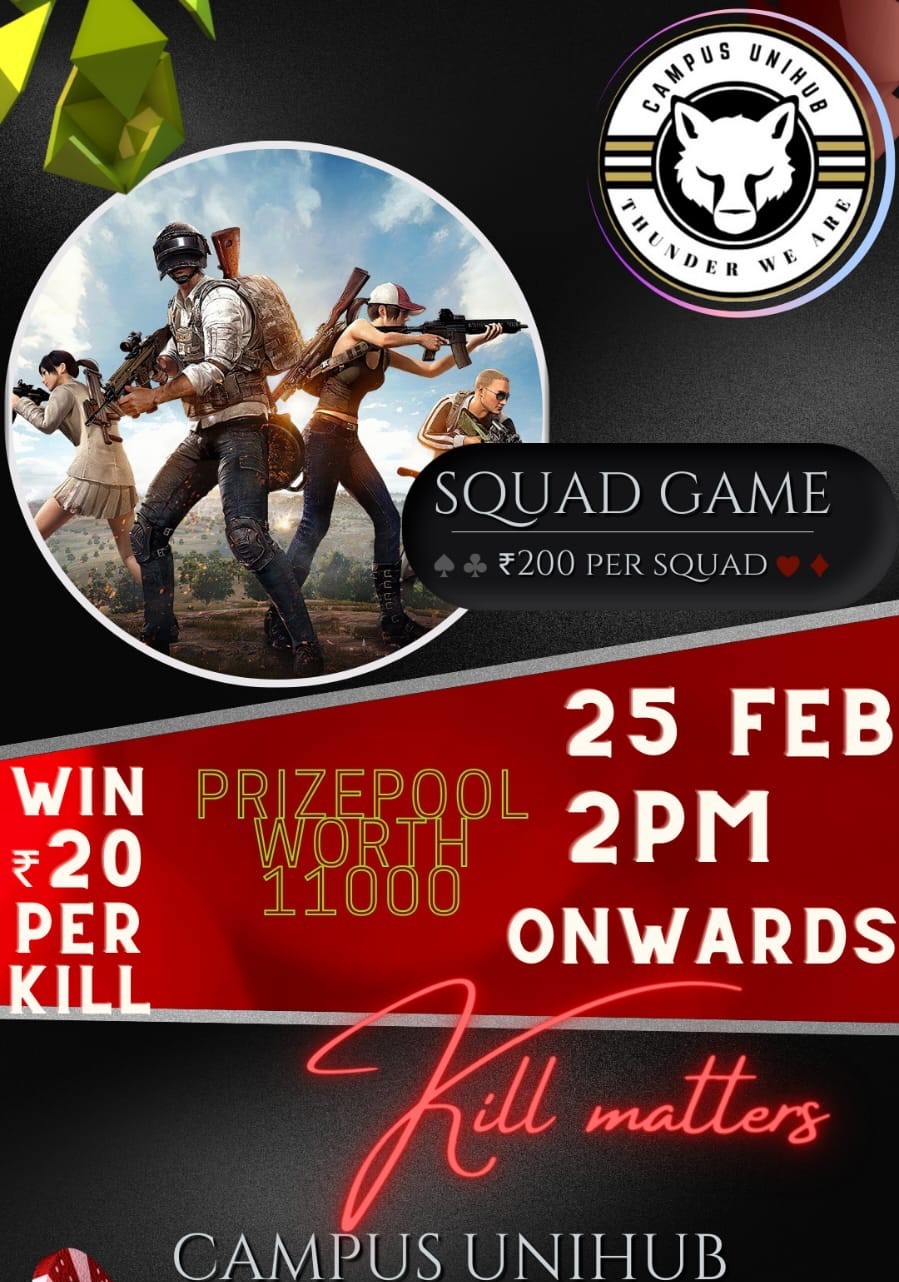 CAMPUS UNIHUB
THUNDER WE ARE
SQUAD GAME
♠♣ ₹200 PER SQUAD ♥♦
25 FEB
2PM
ONWARDS
WIN
₹20
PER
KILL
PRIZEPOOL
WORTH
11000
Kill matters
CAMPUS UNIHUB